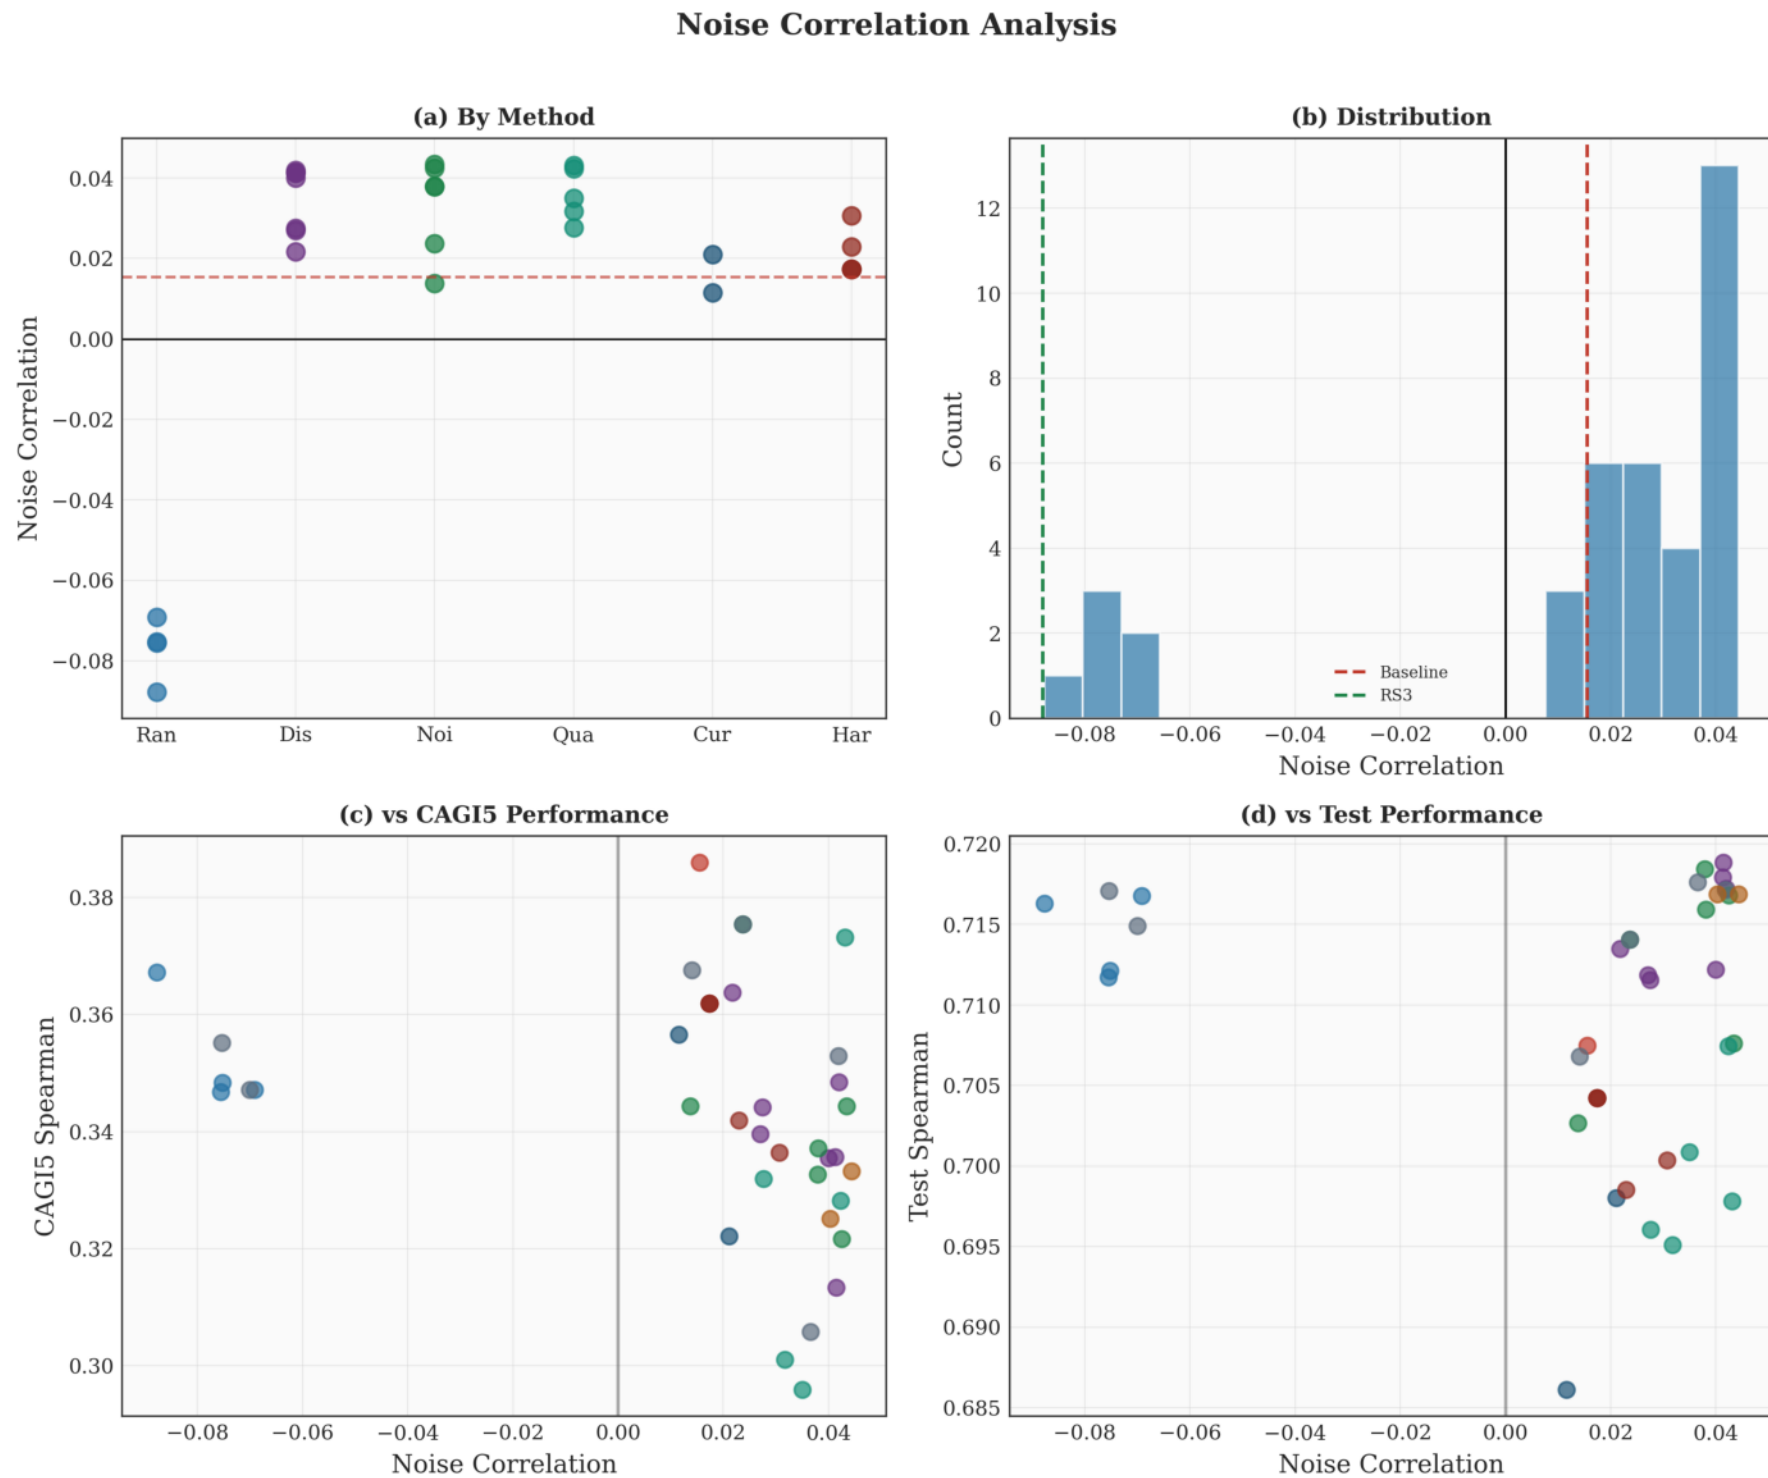 Noise Correlation Analysis
(a) By Method
0.04
0.02
0.00
−0.02
−0.04
−0.06
−0.08
Noise Correlation
Ran Dis Noi Qua Cur Har
(b) Distribution
12
10
8
6
4
2
0
Count
Baseline
RS3
−0.08 −0.06 −0.04 −0.02 0.00 0.02 0.04
Noise Correlation
(c) vs CAGI5 Performance
0.38
0.36
0.34
0.32
0.30
CAGI5 Spearman
−0.08 −0.06 −0.04 −0.02 0.00 0.02 0.04
Noise Correlation
(d) vs Test Performance
0.720
0.715
0.710
0.705
0.700
0.695
0.690
0.685
Test Spearman
−0.08 −0.06 −0.04 −0.02 0.00 0.02 0.04
Noise Correlation